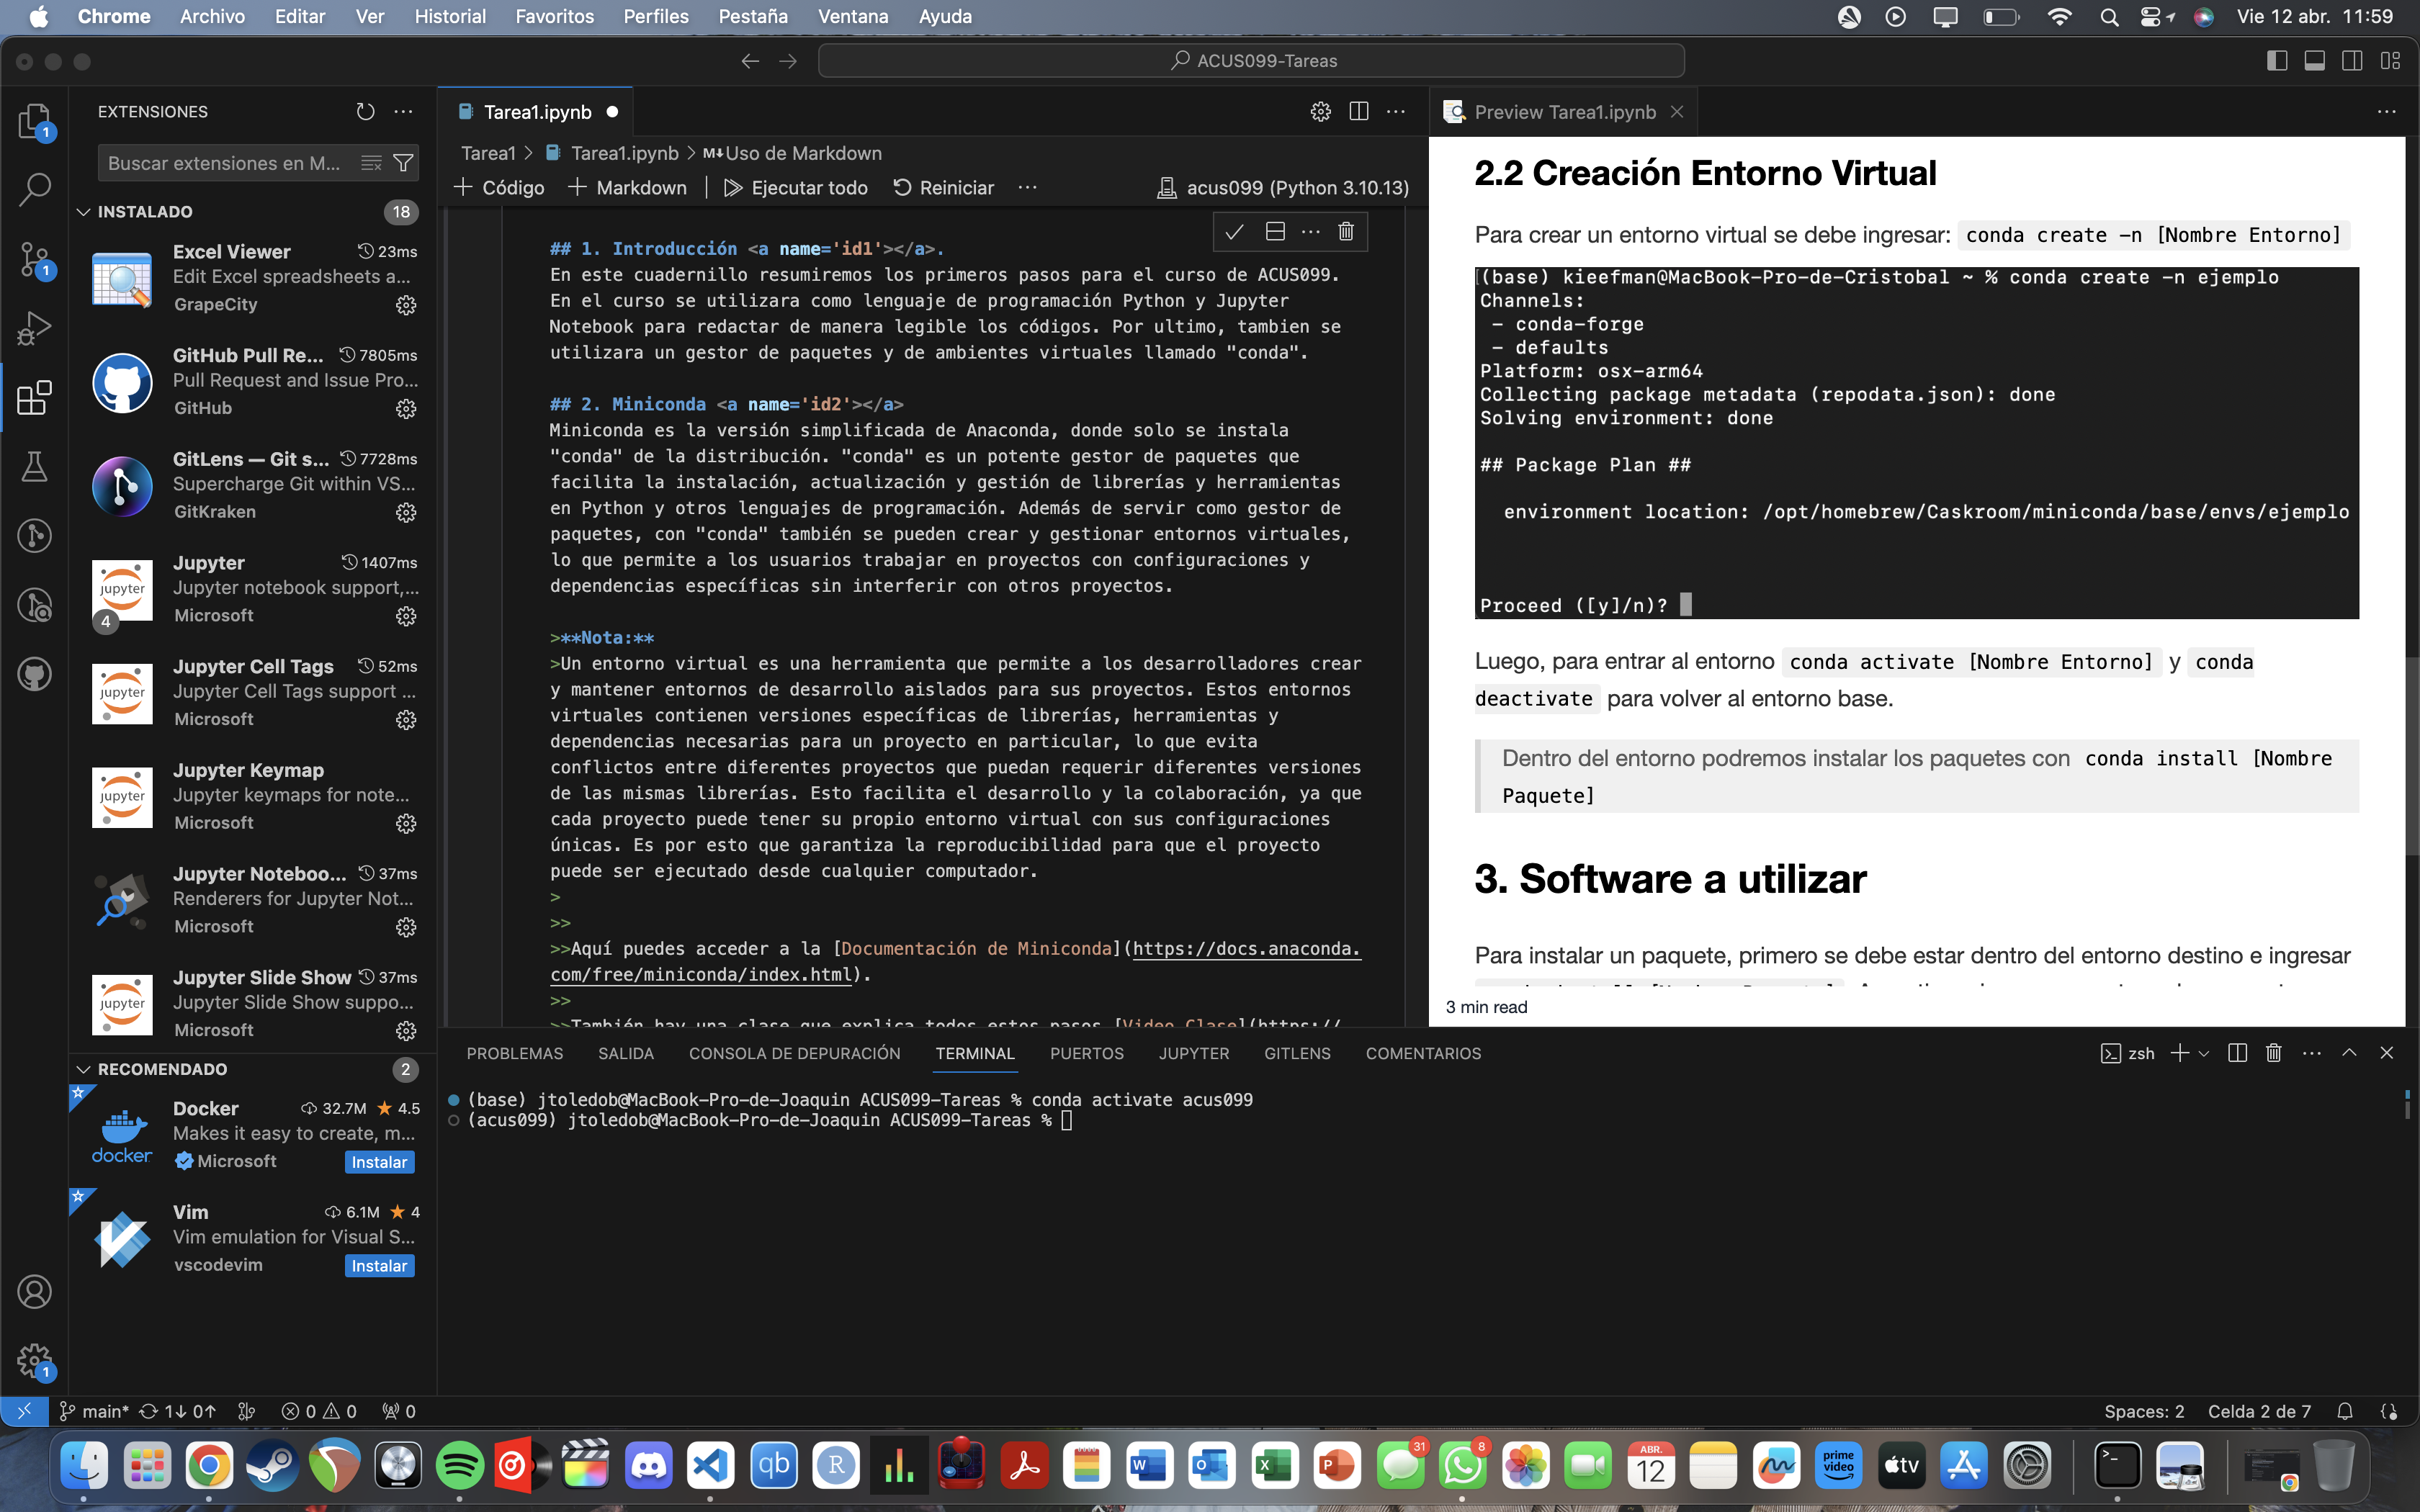 Chrome Archivo Editar Ver Historial Favoritos Perfiles Pestaña Ventana Ayuda
Vie 12 abr. 11:59
ACUS099-Tareas
EXTENSIONES
Buscar extensiones en M...
INSTALADO 18
Excel Viewer 23ms
Edit Excel spreadsheets a...
GrapeCity
GitHub Pull Re... 7805ms
Pull Request and Issue Pro...
GitHub
GitLens — Git s... 7728ms
Supercharge Git within VS...
GitKraken
Jupyter 1407ms
Jupyter notebook support,...
Microsoft
4
Jupyter Cell Tags 52ms
Jupyter Cell Tags support ...
Microsoft
Jupyter Keymap
Jupyter keymaps for note...
Microsoft
Jupyter Noteboo... 37ms
Renderers for Jupyter Not...
Microsoft
Jupyter Slide Show 37ms
Jupyter Slide Show suppo...
Microsoft
RECOMENDADO 2
Docker 32.7M 4.5
Makes it easy to create, m...
Microsoft Instalar
Vim 6.1M 4
Vim emulation for Visual S...
vscodevim Instalar
Tarea1.ipynb
Tarea1 > Tarea1.ipynb > M↓Uso de Markdown
+ Código + Markdown | Ejecutar todo Reiniciar ... acus099 (Python 3.10.13)
## 1. Introducción <a name='id1'></a>.
En este cuadernillo resumiremos los primeros pasos para el curso de ACUS099.
En el curso se utilizara como lenguaje de programación Python y Jupyter
Notebook para redactar de manera legible los códigos. Por ultimo, tambien se
utilizara un gestor de paquetes y de ambientes virtuales llamado "conda".
## 2. Miniconda <a name='id2'></a>
Miniconda es la versión simplificada de Anaconda, donde solo se instala
"conda" de la distribución. "conda" es un potente gestor de paquetes que
facilita la instalación, actualización y gestión de librerías y herramientas
en Python y otros lenguajes de programación. Además de servir como gestor de
paquetes, con "conda" también se pueden crear y gestionar entornos virtuales,
lo que permite a los usuarios trabajar en proyectos con configuraciones y
dependencias específicas sin interferir con otros proyectos.
>**Nota:**
>Un entorno virtual es una herramienta que permite a los desarrolladores crear
y mantener entornos de desarrollo aislados para sus proyectos. Estos entornos
virtuales contienen versiones específicas de librerías, herramientas y
dependencias necesarias para un proyecto en particular, lo que evita
conflictos entre diferentes proyectos que puedan requerir diferentes versiones
de las mismas librerías. Esto facilita el desarrollo y la colaboración, ya que
cada proyecto puede tener su propio entorno virtual con sus configuraciones
únicas. Es por esto que garantiza la reproducibilidad para que el proyecto
puede ser ejecutado desde cualquier computador.
>
>>
>>Aquí puedes acceder a la [Documentación de Miniconda](https://docs.anaconda.
com/free/miniconda/index.html).
>>
>>También hay una clase que explica todos estos pasos [Video Clase](https://
Preview Tarea1.ipynb
2.2 Creación Entorno Virtual
Para crear un entorno virtual se debe ingresar: conda create -n [Nombre Entorno]
(base) kieefman@MacBook-Pro-de-Cristobal ~ % conda create -n ejemplo
Channels:
- conda-forge
- defaults
Platform: osx-arm64
Collecting package metadata (repodata.json): done
Solving environment: done
## Package Plan ##
environment location: /opt/homebrew/Caskroom/miniconda/base/envs/ejemplo
Proceed ([y]/n)?
Luego, para entrar al entorno conda activate [Nombre Entorno] y conda
deactivate para volver al entorno base.
Dentro del entorno podremos instalar los paquetes con conda install [Nombre
Paquete]
3. Software a utilizar
Para instalar un paquete, primero se debe estar dentro del entorno destino e ingresar
3 min read
PROBLEMAS SALIDA CONSOLA DE DEPURACIÓN TERMINAL PUERTOS JUPYTER GITLENS COMENTARIOS
zsh
(base) jtoledob@MacBook-Pro-de-Joaquin ACUS099-Tareas % conda activate acus099
(acus099) jtoledob@MacBook-Pro-de-Joaquin ACUS099-Tareas %
main* 1↓ 0↑ 0 0 0
Spaces: 2 Celda 2 de 7
31 8 ABR. 12 prime video tv